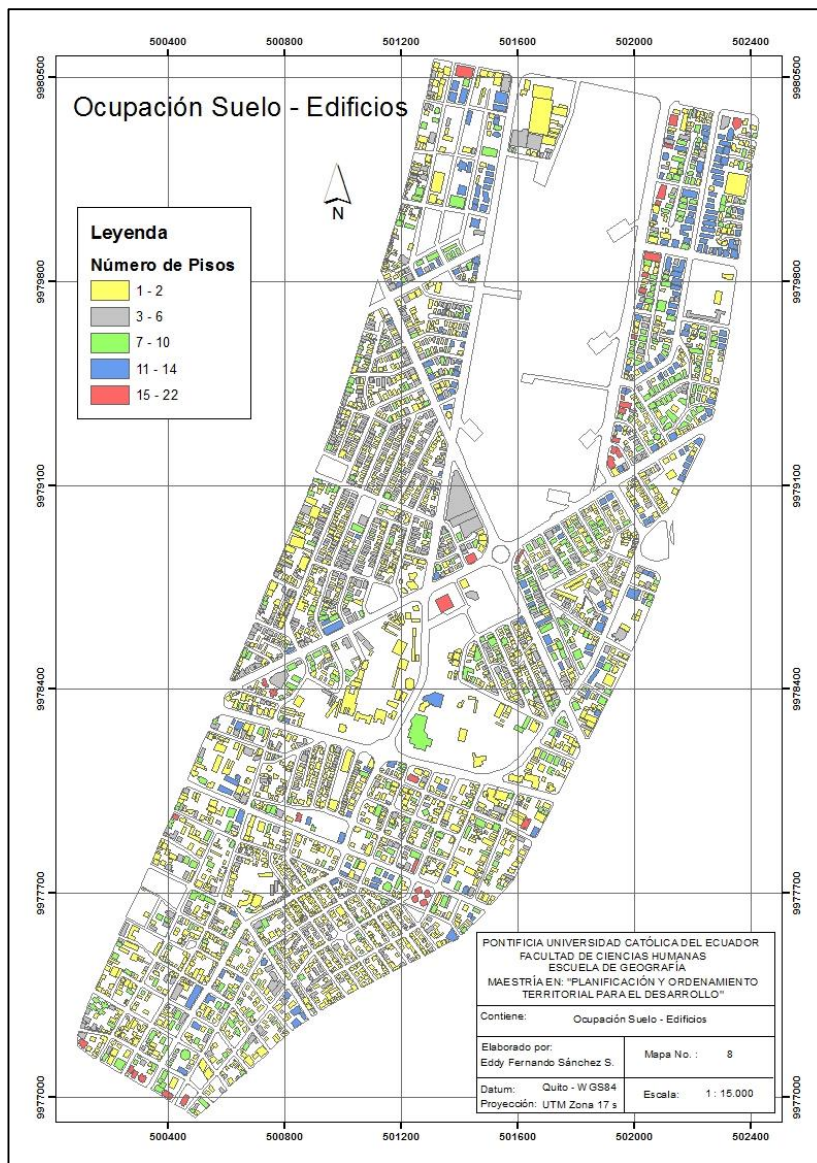 500400 500800 501200 501600 502000 502400
9980500 9980500
Ocupación Suelo - Edificios
N
Leyenda
Número de Pisos
1 - 2
3 - 6
7 - 10
11 - 14
15 - 22
9979800 9979800
9979100 9979100
9978400 9978400
9977700 9977700
PONTIFICIA UNIVERSIDAD CATÓLICA DEL ECUADOR
FACULTAD DE CIENCIAS HUMANAS
ESCUELA DE GEOGRAFÍA
MAESTRÍA EN: "PLANIFICACIÓN Y ORDENAMIENTO
TERRITORIAL PARA EL DESARROLLO"
Contiene: Ocupación Suelo - Edificios
Elaborado por:
Eddy Fernando Sánchez S.
Mapa No. : 8
Datum: Quito - WGS84
Proyección: UTM Zona 17 s
Escala: 1 : 15.000
9977000 9977000
500400 500800 501200 501600 502000 502400